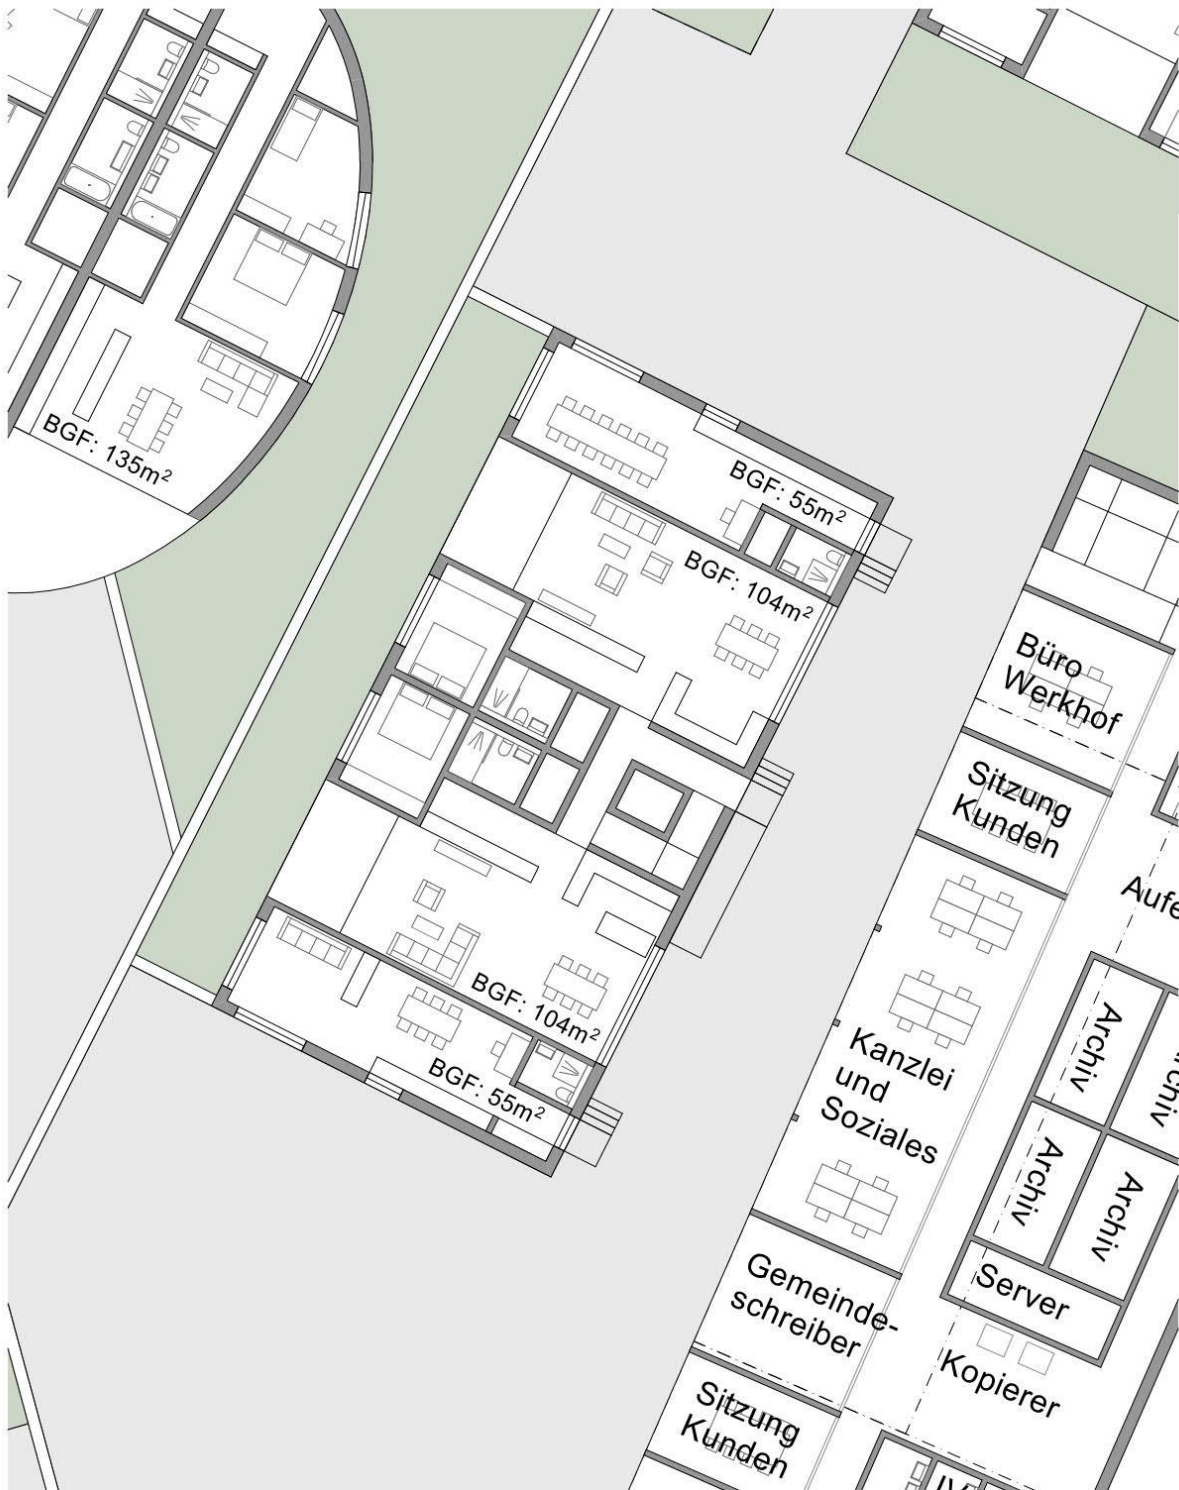 BGF: 135m²
BGF: 55m²
BGF: 104m²
BGF: 104m²
BGF: 55m²
Büro
Werkhof
Sitzung
Kunden
Aufe
Kanzlei
und
Soziales
Archiv
Archiv
Archiv
Gemeinde-
schreiber
Server
Kopierer
Sitzung
Kunden